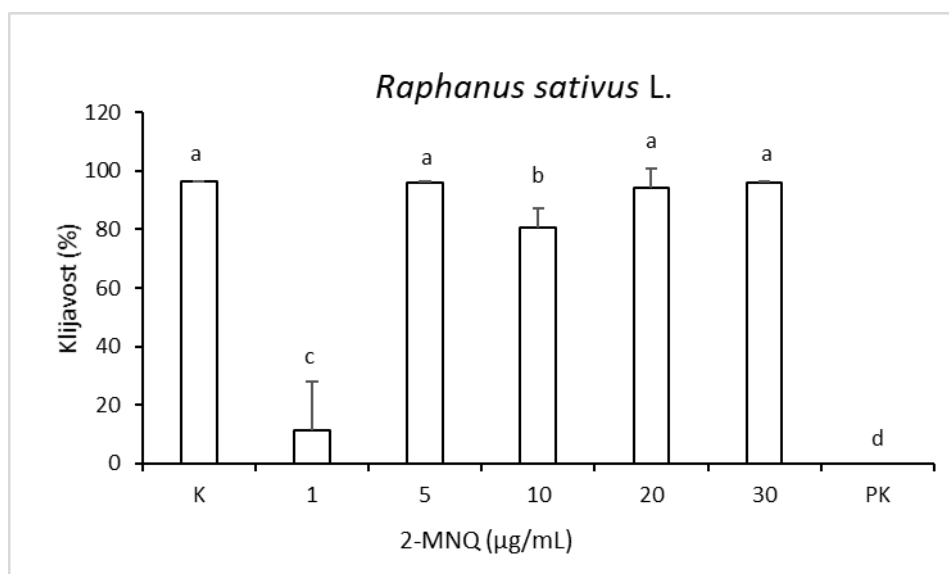 Raphanus sativus L.
120
100
80
60
40
20
0
Klijavost (%)
a
c
a
b
a
a
d
K 1 5 10 20 30 PK
2-MNQ (µg/mL)